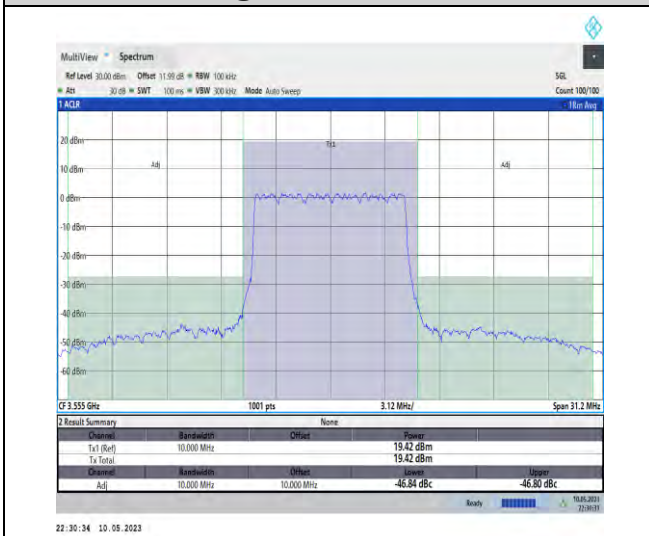 MultiView Spectrum
Ref Level 30.00 dBm Offset 11.99 dB RBW 100 kHz SGL
Att 30 dB SWT 100 ms VBW 300 kHz Mode Auto Sweep Count 100/100
1 ACLR 1Rm Avg
20 dBm
Tx1
10 dBm
Adj
Adj
0 dBm
-10 dBm
-20 dBm
-30 dBm
-40 dBm
-50 dBm
-60 dBm
CF 3.555 GHz 1001 pts 3.12 MHz/ Span 31.2 MHz
2 Result Summary None
Channel Bandwidth Offset Power
Tx1 (Ref) 10.000 MHz 19.42 dBm
Tx Total 19.42 dBm
Channel Bandwidth Offset Lower Upper
Adj 10.000 MHz 10.000 MHz -46.84 dBc -46.80 dBc
Ready 10.05.2023
22:30:33
22:30:34 10.05.2023